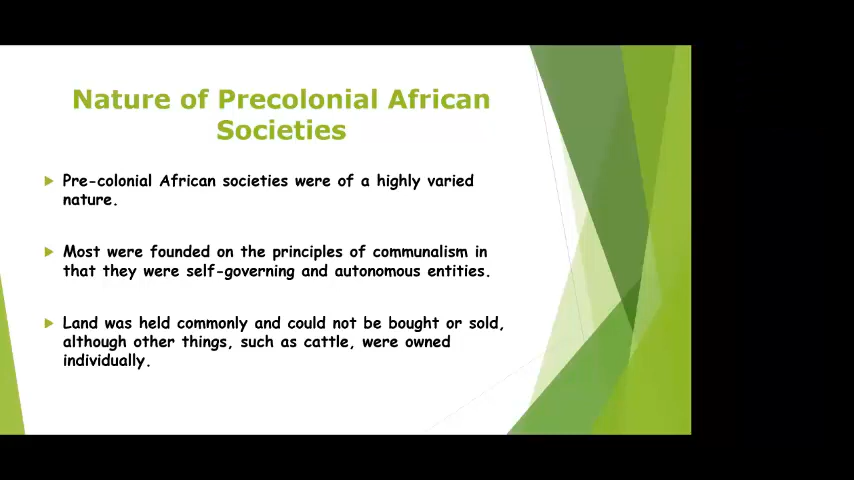 Nature of Precolonial African
Societies
Pre-colonial African societies were of a highly varied
nature.
Most were founded on the principles of communalism in
that they were self-governing and autonomous entities.
Land was held commonly and could not be bought or sold,
although other things, such as cattle, were owned
individually.